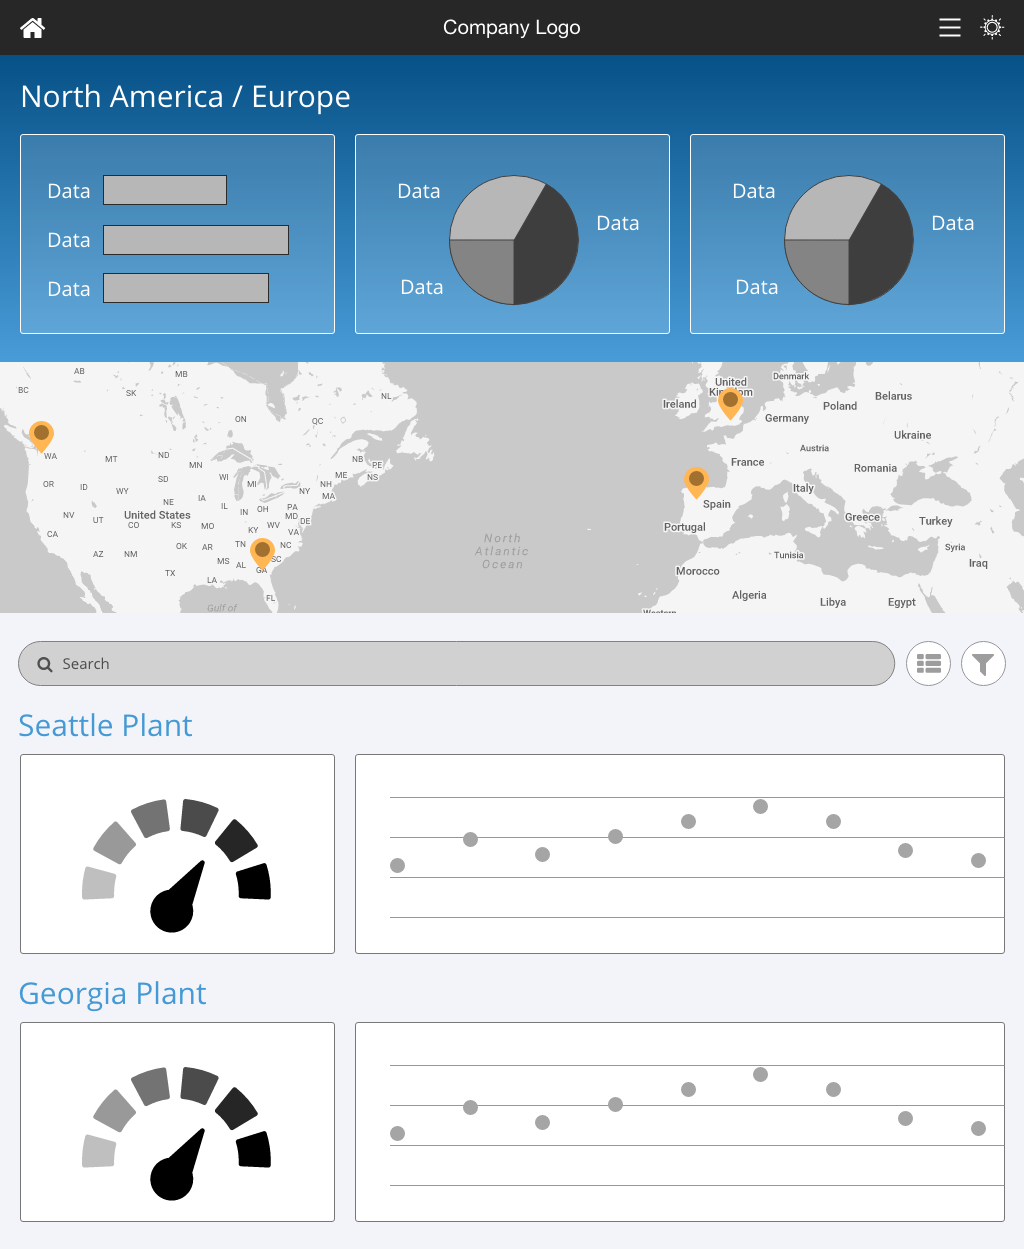 Company Logo
North America / Europe
Data
Data
Data
Data
Data
Data
Data
Data
Data
AB
MB
BC
SK
NL
ON
QC
WA
MT
ND
MN
NB
PE
OR
ID
WY
SD
WI
MI
ME
NS
NH
NE
IA
NY
MA
NV
UT
United States
IL
IN
OH
PA
MD
DE
CA
CO
KS
MO
KY
WV
VA
AZ
NM
OK
AR
TN
NC
MS
AL
SC
GA
TX
LA
FL
Gulf of
North
Atlantic
Ocean
United
Kingdom
Denmark
Ireland
Belarus
Poland
Germany
Ukraine
Austria
France
Romania
Italy
Spain
Portugal
Greece
Turkey
Syria
Tunisia
Iraq
Morocco
Algeria
Libya
Egypt
Western
Search
Seattle Plant
Georgia Plant